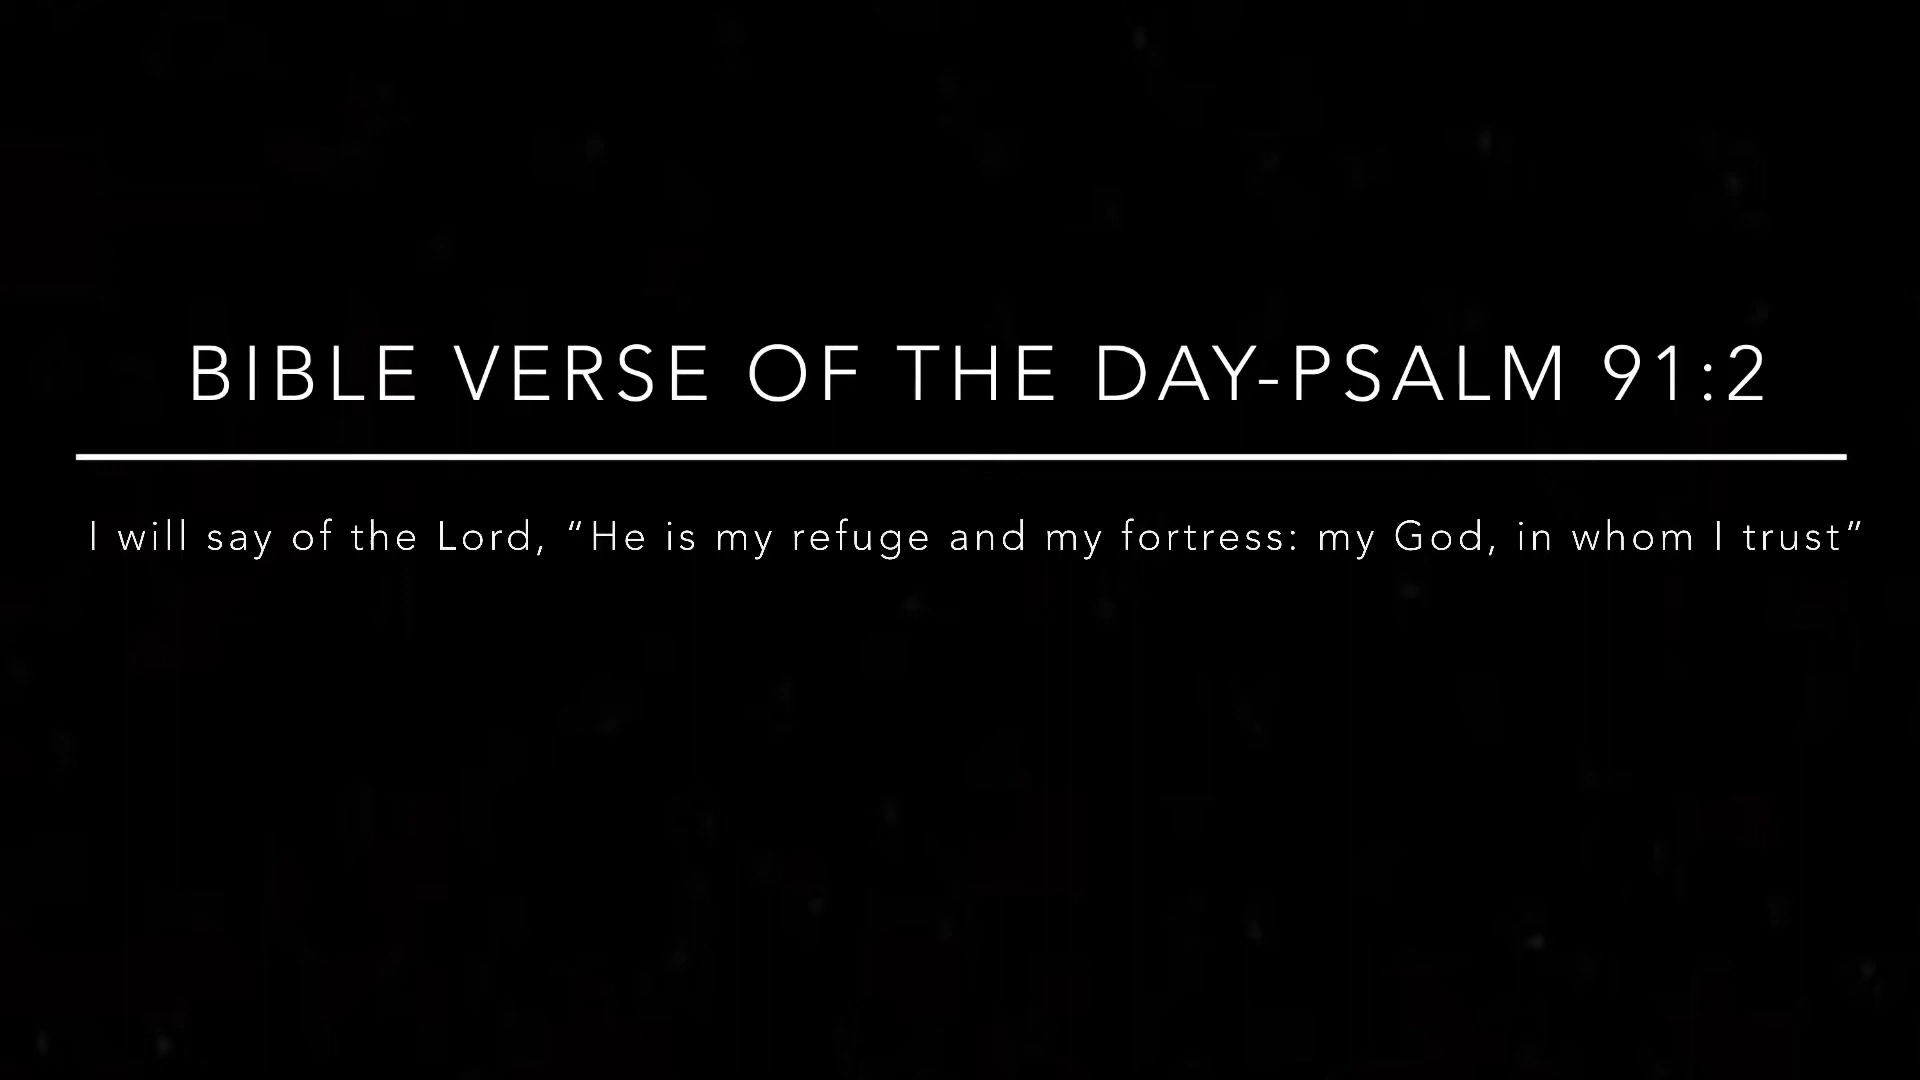 BIBLE VERSE OF THE DAY-PSALM 91:2
I will say of the Lord, “He is my refuge and my fortress: my God, in whom I trust”